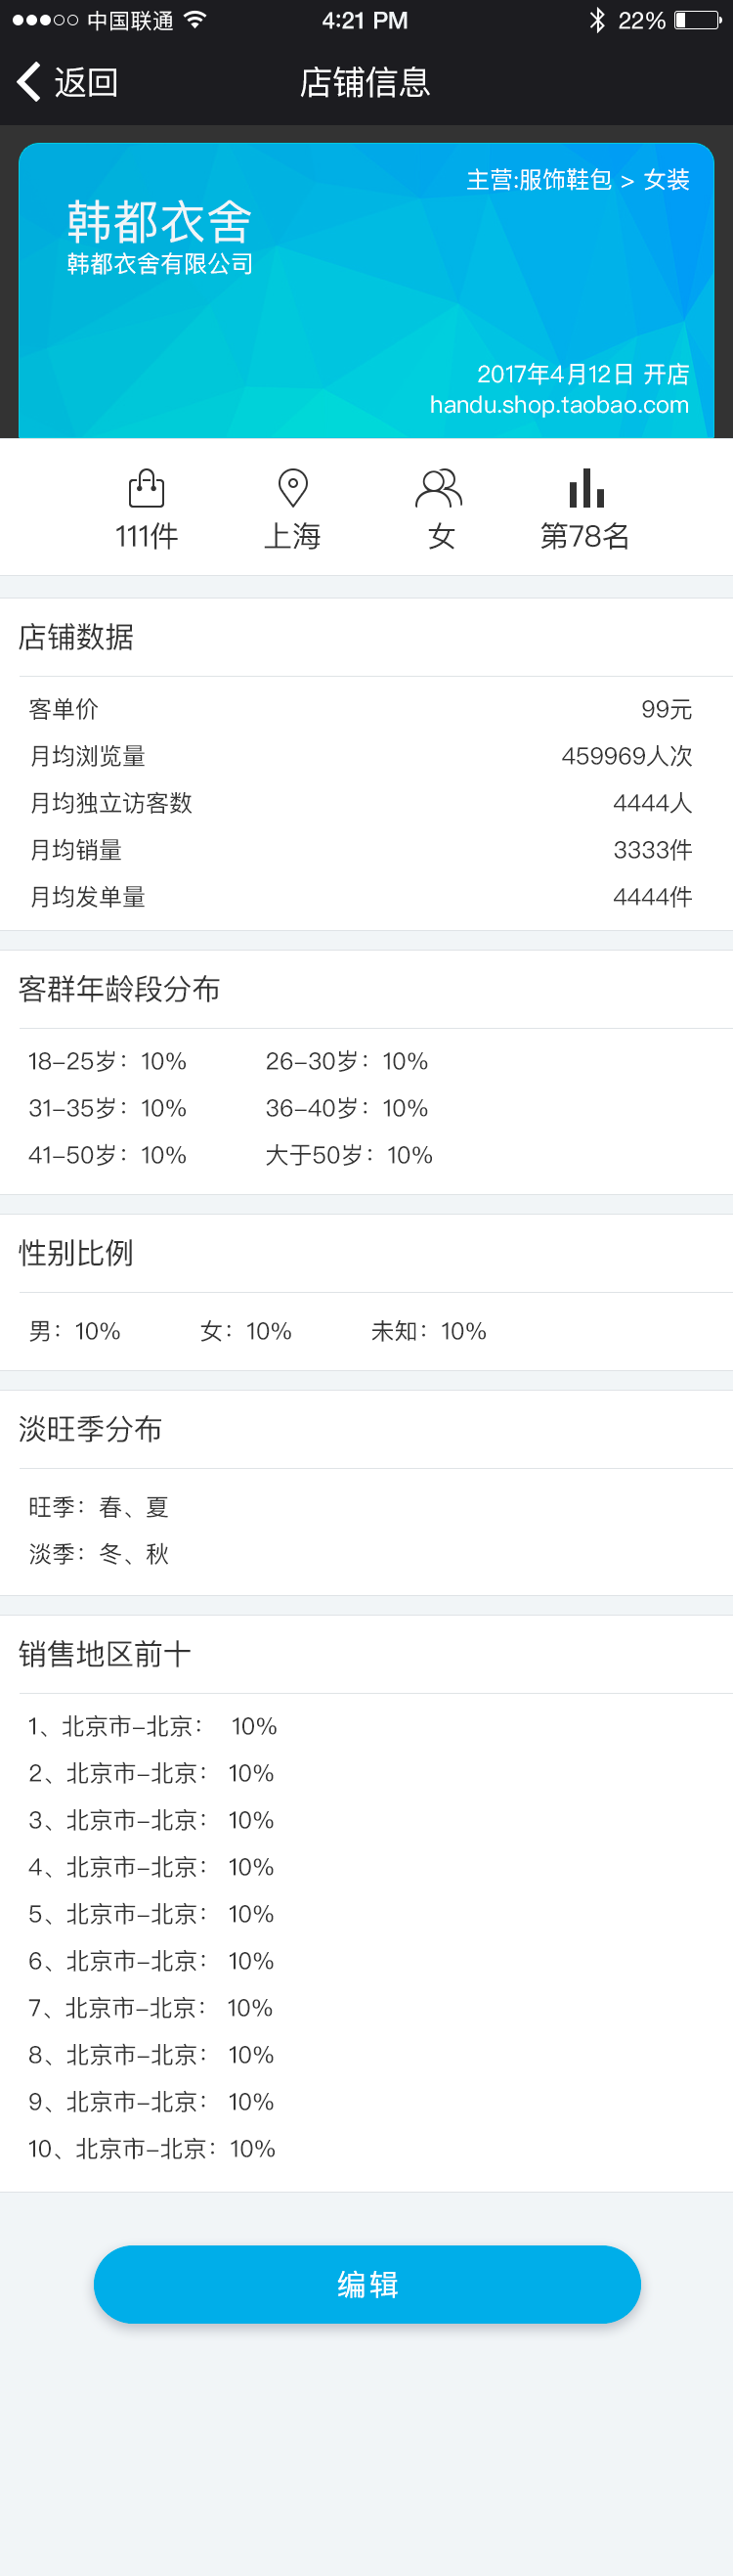 中国联通 4:21 PM 22%
返回 店铺信息
主营:服饰鞋包 > 女装
韩都衣舍
韩都衣舍有限公司
2017年4月12日 开店
handu.shop.taobao.com
111件 上海 女 第78名
店铺数据
客单价 99元
月均浏览量 459969人次
月均独立访客数 4444人
月均销量 3333件
月均发单量 4444件
客群年龄段分布
18-25岁：10% 26-30岁：10%
31-35岁：10% 36-40岁：10%
41-50岁：10% 大于50岁：10%
性别比例
男：10% 女：10% 未知：10%
淡旺季分布
旺季：春、夏
淡季：冬、秋
销售地区前十
1、北京市-北京： 10%
2、北京市-北京： 10%
3、北京市-北京： 10%
4、北京市-北京： 10%
5、北京市-北京： 10%
6、北京市-北京： 10%
7、北京市-北京： 10%
8、北京市-北京： 10%
9、北京市-北京： 10%
10、北京市-北京：10%
编辑